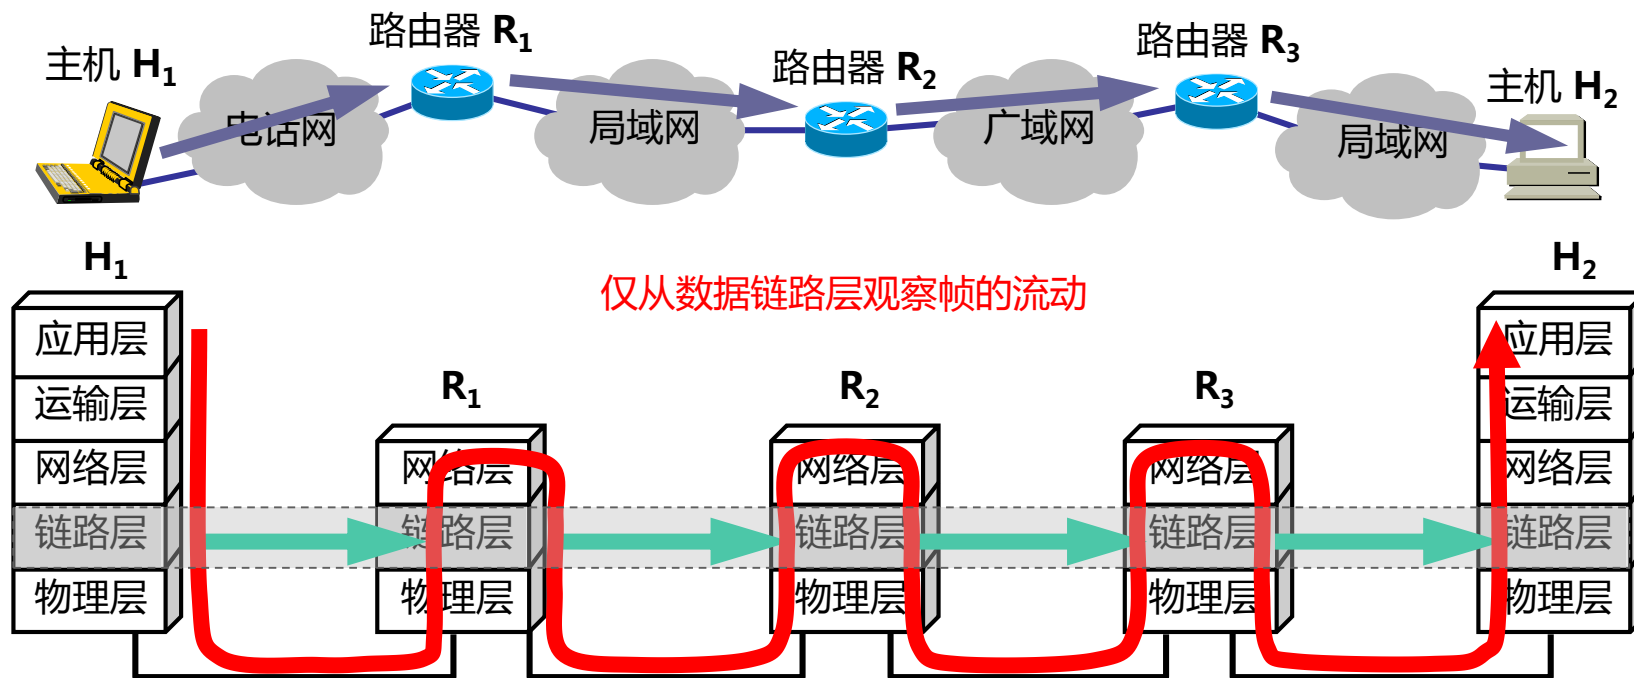 主机 H1
路由器 R1
路由器 R2
路由器 R3
主机 H2
电话网
局域网
广域网
局域网
H1
仅从数据链路层观察帧的流动
H2
应用层
运输层
网络层
链路层
物理层
R1
网络层
链路层
物理层
R2
网络层
链路层
物理层
R3
网络层
链路层
物理层
应用层
运输层
网络层
链路层
物理层